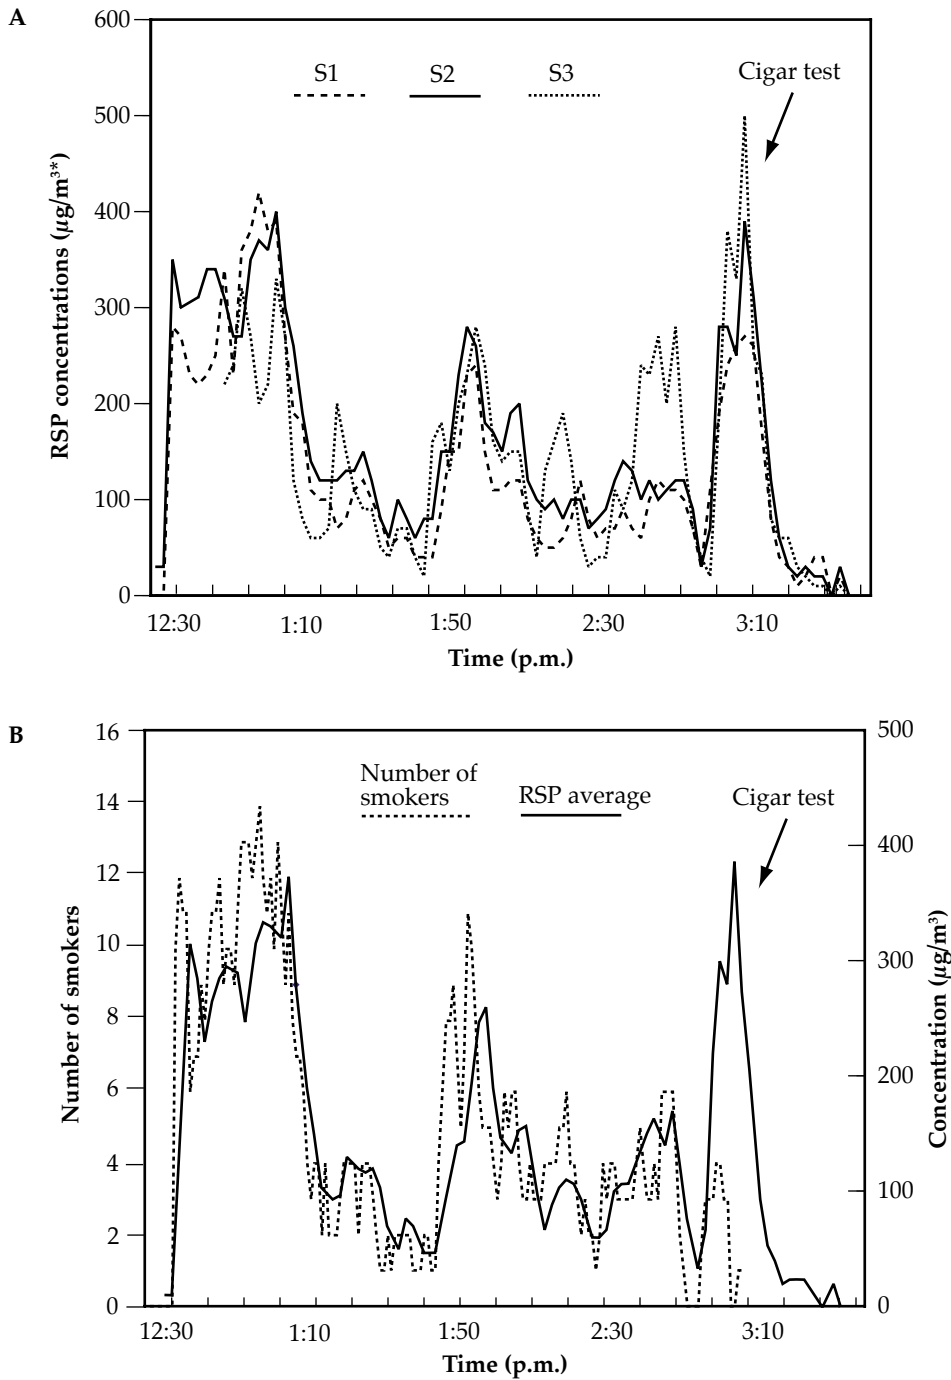 A
600
500
400
300
200
100
0
RSP concentrations (µg/m³*)
S1
S2
S3
Cigar test
12:30
1:10
1:50
2:30
3:10
Time (p.m.)
B
16
14
12
10
8
6
4
2
0
Number of smokers
Number of
smokers
RSP average
Cigar test
500
400
300
200
100
0
Concentration (µg/m³)
12:30
1:10
1:50
2:30
3:10
Time (p.m.)